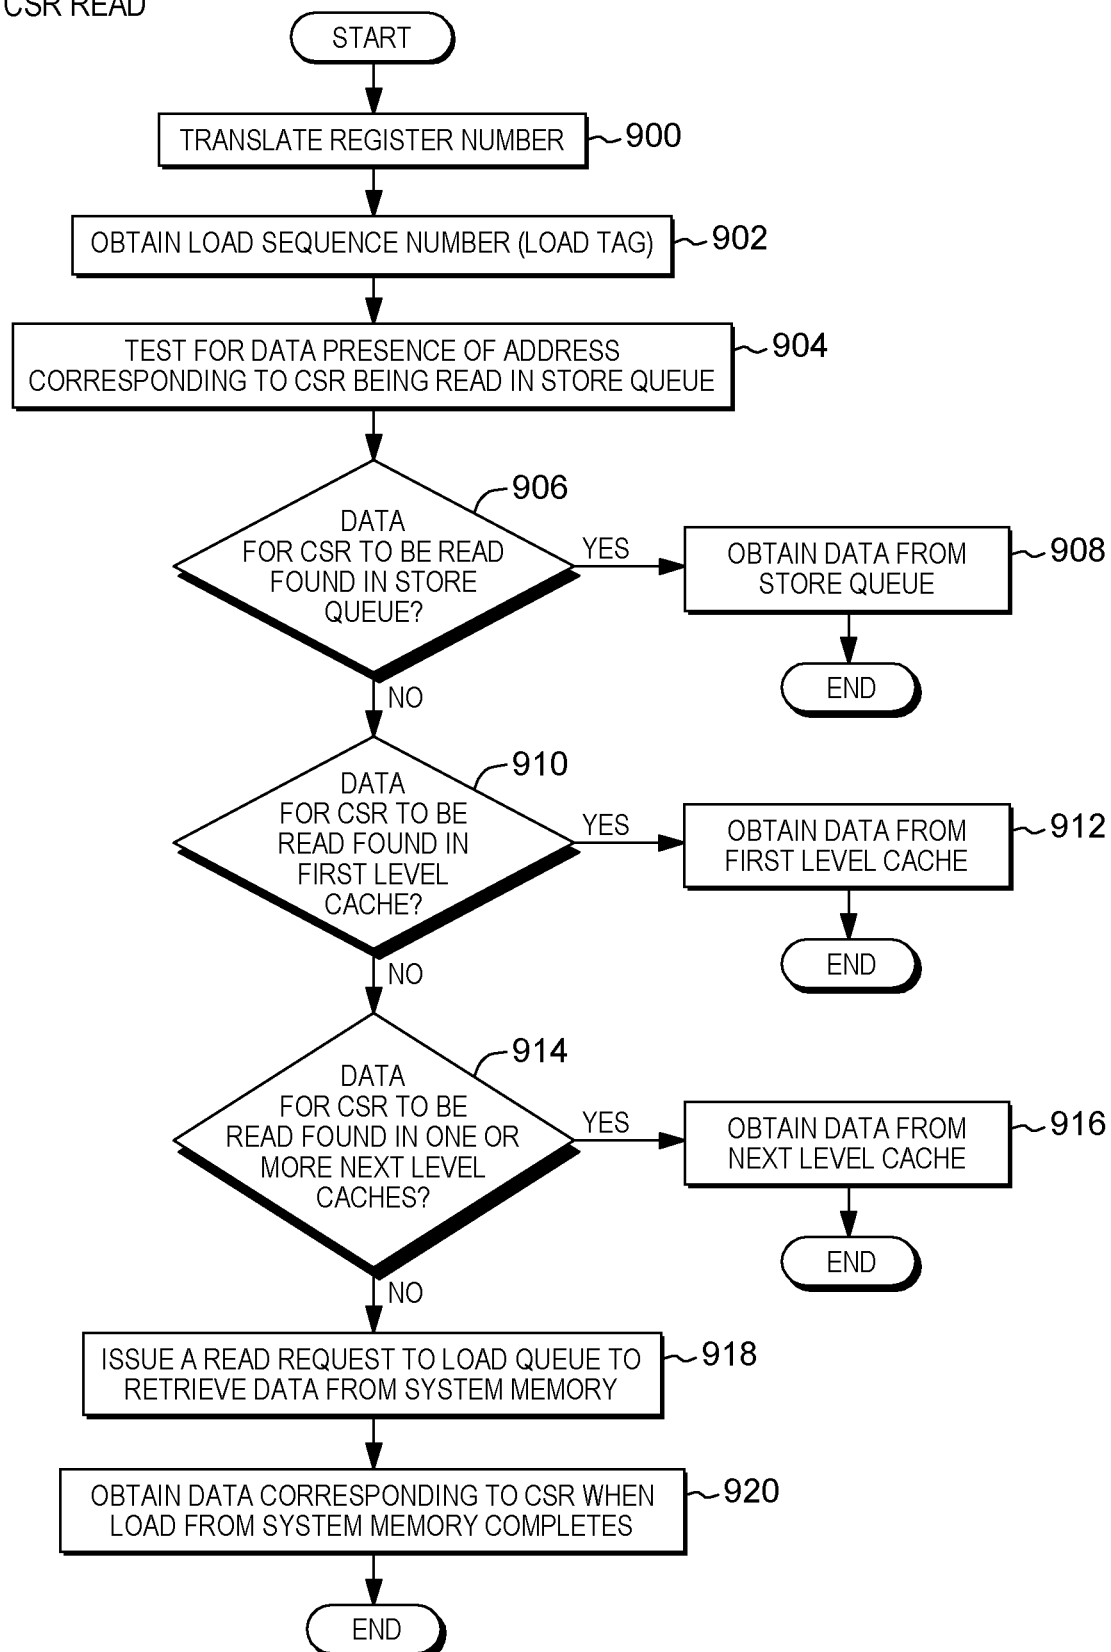 CSR READ
START
TRANSLATE REGISTER NUMBER
900
OBTAIN LOAD SEQUENCE NUMBER (LOAD TAG)
902
TEST FOR DATA PRESENCE OF ADDRESS
CORRESPONDING TO CSR BEING READ IN STORE QUEUE
904
DATA
FOR CSR TO BE READ
FOUND IN STORE
QUEUE?
906
YES
OBTAIN DATA FROM
STORE QUEUE
908
END
NO
DATA
FOR CSR TO BE
READ FOUND IN
FIRST LEVEL
CACHE?
910
YES
OBTAIN DATA FROM
FIRST LEVEL CACHE
912
END
NO
DATA
FOR CSR TO BE
READ FOUND IN ONE OR
MORE NEXT LEVEL
CACHES?
914
YES
OBTAIN DATA FROM
NEXT LEVEL CACHE
916
END
NO
ISSUE A READ REQUEST TO LOAD QUEUE TO
RETRIEVE DATA FROM SYSTEM MEMORY
918
OBTAIN DATA CORRESPONDING TO CSR WHEN
LOAD FROM SYSTEM MEMORY COMPLETES
920
END